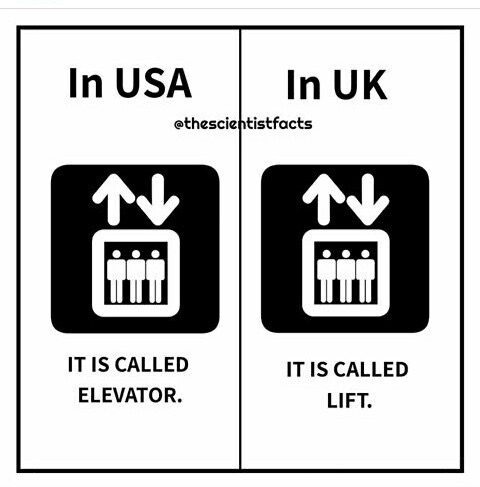 In USA
In UK
@thescientistfacts
IT IS CALLED
ELEVATOR.
IT IS CALLED
LIFT.